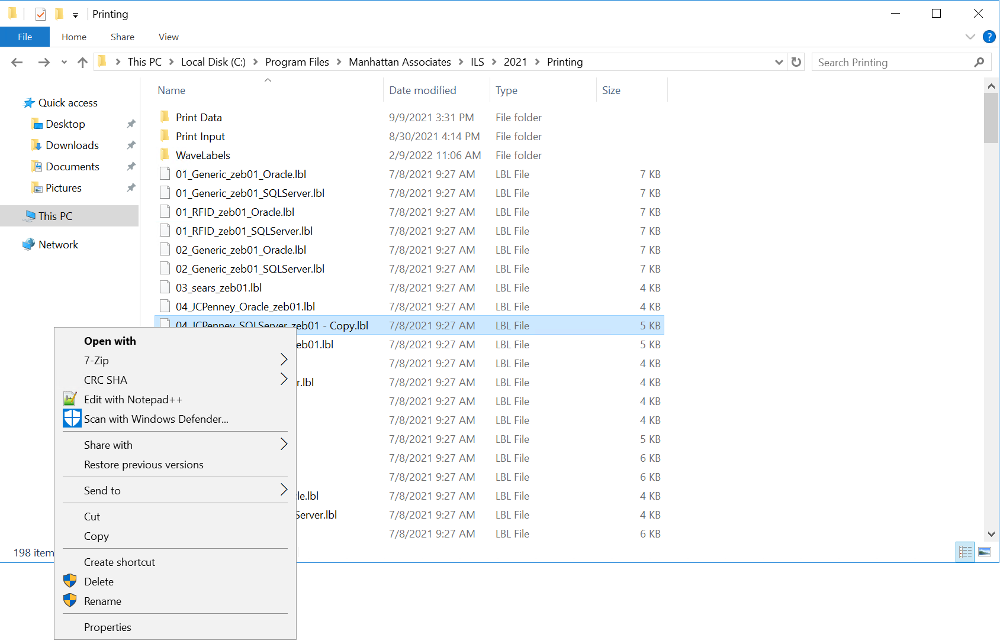 Printing
File Home Share View
This PC Local Disk (C:) Program Files Manhattan Associates ILS 2021 Printing Search Printing
Name Date modified Type Size
Quick access
Desktop
Downloads
Documents
Pictures
This PC
Network
Print Data 9/9/2021 3:31 PM File folder
Print Input 8/30/2021 4:14 PM File folder
WaveLabels 2/9/2022 11:06 AM File folder
01_Generic_zeb01_Oracle.lbl 7/8/2021 9:27 AM LBL File 7 KB
01_Generic_zeb01_SQLServer.lbl 7/8/2021 9:27 AM LBL File 7 KB
01_RFID_zeb01_Oracle.lbl 7/8/2021 9:27 AM LBL File 7 KB
01_RFID_zeb01_SQLServer.lbl 7/8/2021 9:27 AM LBL File 7 KB
02_Generic_zeb01_Oracle.lbl 7/8/2021 9:27 AM LBL File 7 KB
02_Generic_zeb01_SQLServer.lbl 7/8/2021 9:27 AM LBL File 7 KB
03_sears_zeb01.lbl 7/8/2021 9:27 AM LBL File 4 KB
04_JCPenney_Oracle_zeb01.lbl 7/8/2021 9:27 AM LBL File 4 KB
04_JCPenney_SQLServer_zeb01 - Copy.lbl 7/8/2021 9:27 AM LBL File 5 KB
eb01.lbl 7/8/2021 9:27 AM LBL File 5 KB
7/8/2021 9:27 AM LBL File 4 KB
r.lbl 7/8/2021 9:27 AM LBL File 4 KB
7/8/2021 9:27 AM LBL File 4 KB
7/8/2021 9:27 AM LBL File 4 KB
7/8/2021 9:27 AM LBL File 5 KB
7/8/2021 9:27 AM LBL File 6 KB
7/8/2021 9:27 AM LBL File 6 KB
cle.lbl 7/8/2021 9:27 AM LBL File 4 KB
Server.lbl 7/8/2021 9:27 AM LBL File 4 KB
7/8/2021 9:27 AM LBL File 6 KB
198 item
Open with
7-Zip
CRC SHA
Edit with Notepad++
Scan with Windows Defender...
Share with
Restore previous versions
Send to
Cut
Copy
Create shortcut
Delete
Rename
Properties